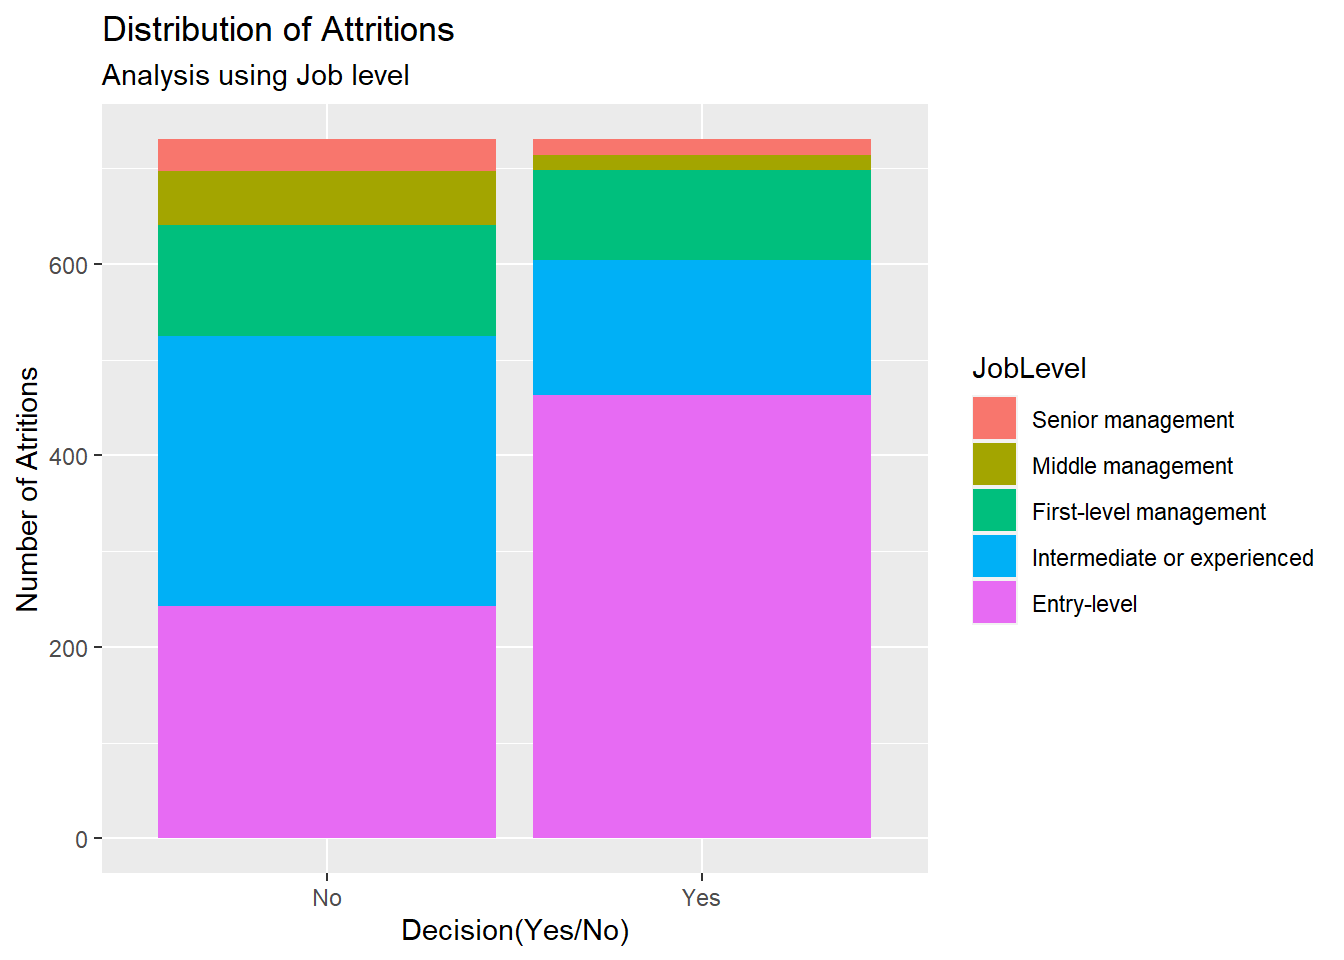 Distribution of Attritions
Analysis using Job level
Number of Atritions
600
400
200
0
No
Yes
Decision(Yes/No)
JobLevel
Senior management
Middle management
First-level management
Intermediate or experienced
Entry-level